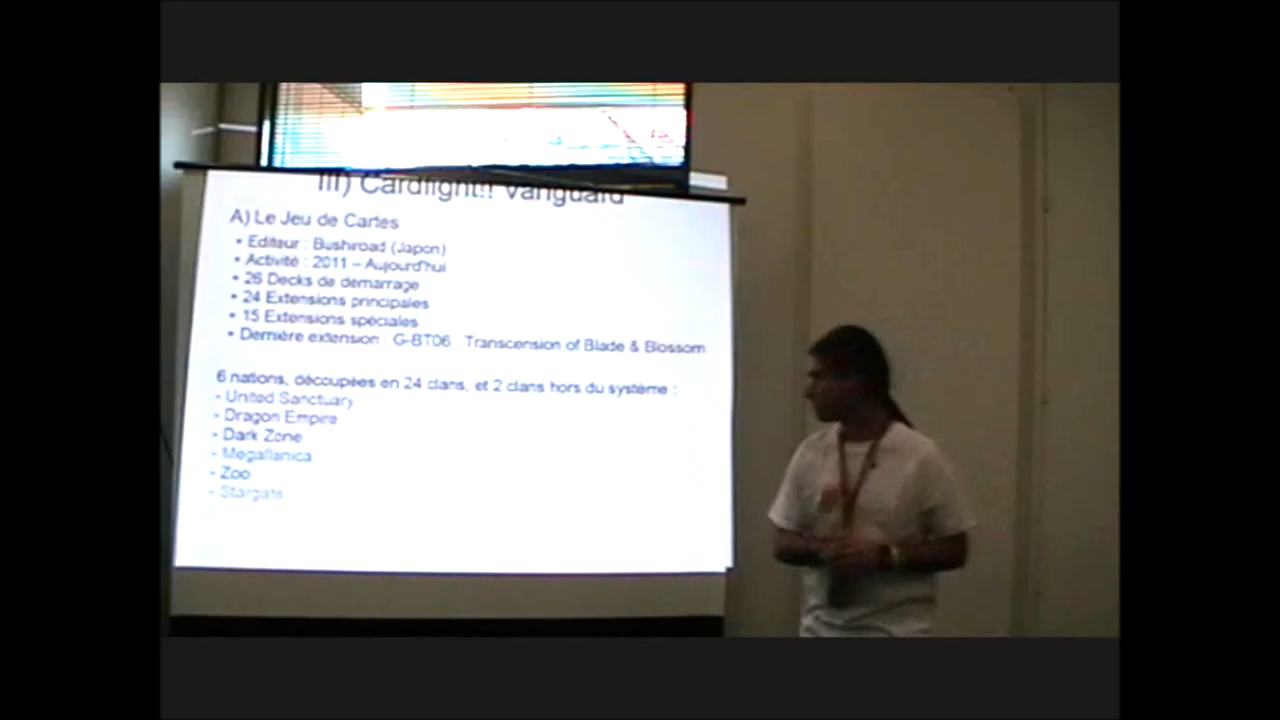 III) Cardfight!! Vanguard
A) Le Jeu de Cartes
• Editeur : Bushiroad (Japon)
• Activité : 2011 – Aujourd'hui
• 26 Decks de démarrage
• 24 Extensions principales
• 15 Extensions spéciales
• Dernière extension : G-BT06 Transcension of Blade & Blossom
6 nations, découpées en 24 clans, et 2 clans hors du système :
- United Sanctuary
- Dragon Empire
- Dark Zone
- Megallanica
- Zoo
- Stargate